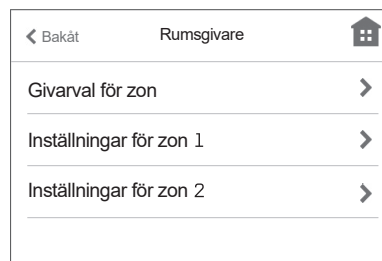 Bakåt
Rumsgivare
Givarval för zon
Inställningar för zon 1
Inställningar för zon 2